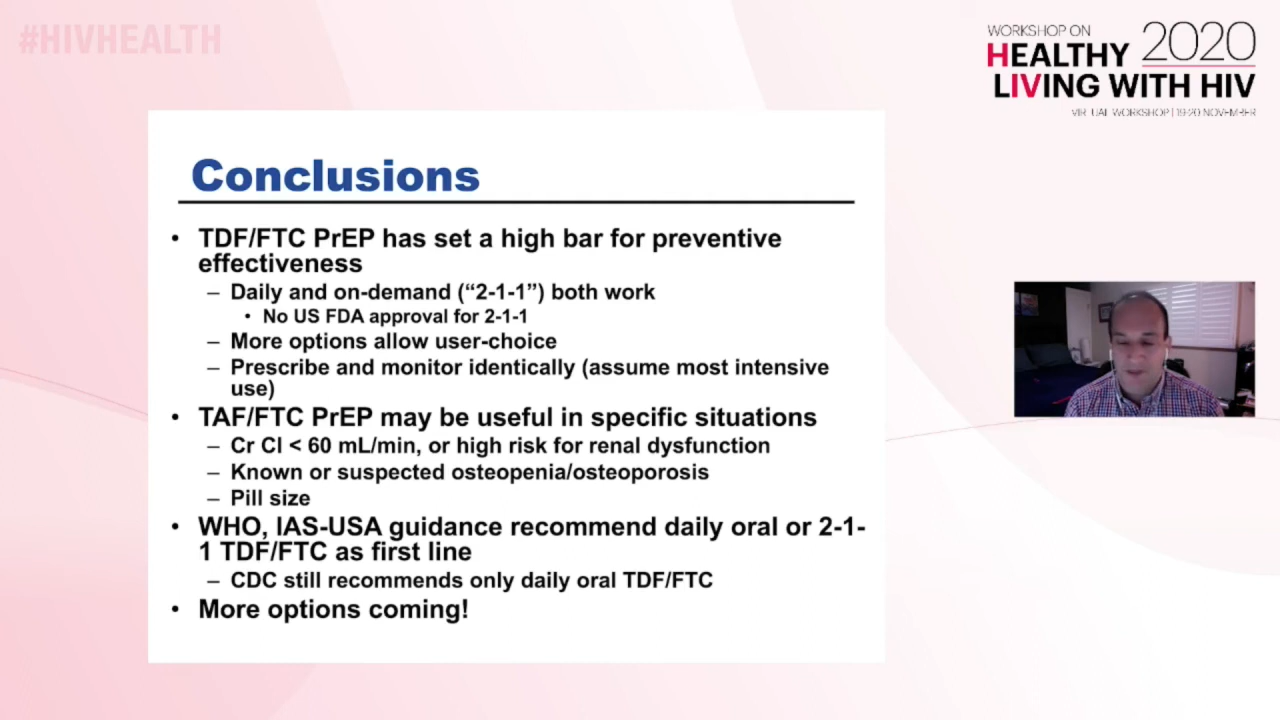 #HIVHEALTH
WORKSHOP ON
HEALTHY 2020
LIVING WITH HIV
VIRTUAL WORKSHOP | 19-20 NOVEMBER
Conclusions
• TDF/FTC PrEP has set a high bar for preventive
effectiveness
– Daily and on-demand (“2-1-1”) both work
• No US FDA approval for 2-1-1
– More options allow user-choice
– Prescribe and monitor identically (assume most intensive
use)
• TAF/FTC PrEP may be useful in specific situations
– Cr Cl < 60 mL/min, or high risk for renal dysfunction
– Known or suspected osteopenia/osteoporosis
– Pill size
• WHO, IAS-USA guidance recommend daily oral or 2-1-
1 TDF/FTC as first line
– CDC still recommends only daily oral TDF/FTC
• More options coming!